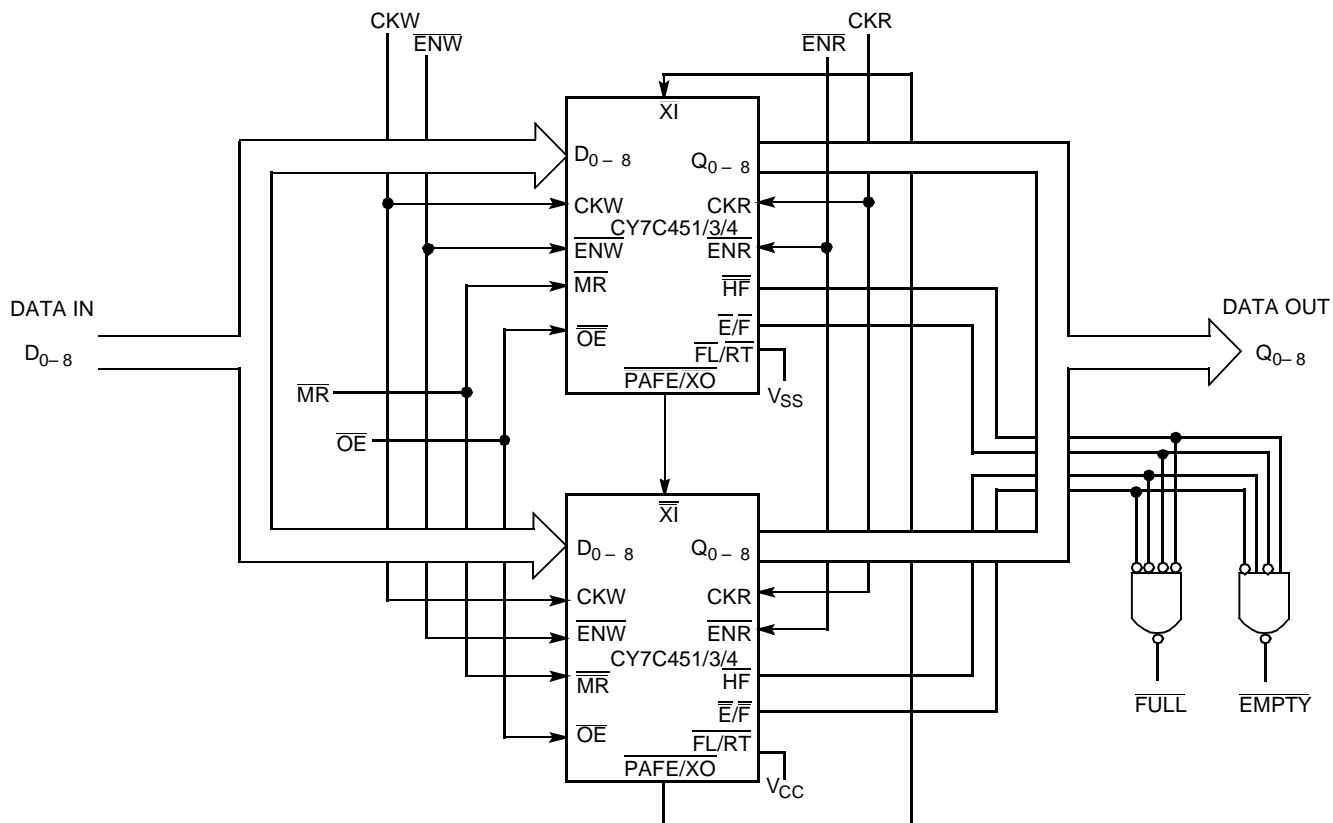 CKW
CKR
ENW
ENR
XI
D0–8
Q0–8
CKW
CKR
CY7C451/3/4
ENW
ENR
MR
HF
DATA IN
DATA OUT
E/F
OE
FL/RT
D0–8
Q0–8
PAFE/XO
MR
VSS
OE
XI
D0–8
Q0–8
CKW
CKR
ENW
ENR
CY7C451/3/4
MR
HF
FULL
EMPTY
E/F
OE
FL/RT
PAFE/XO
VCC